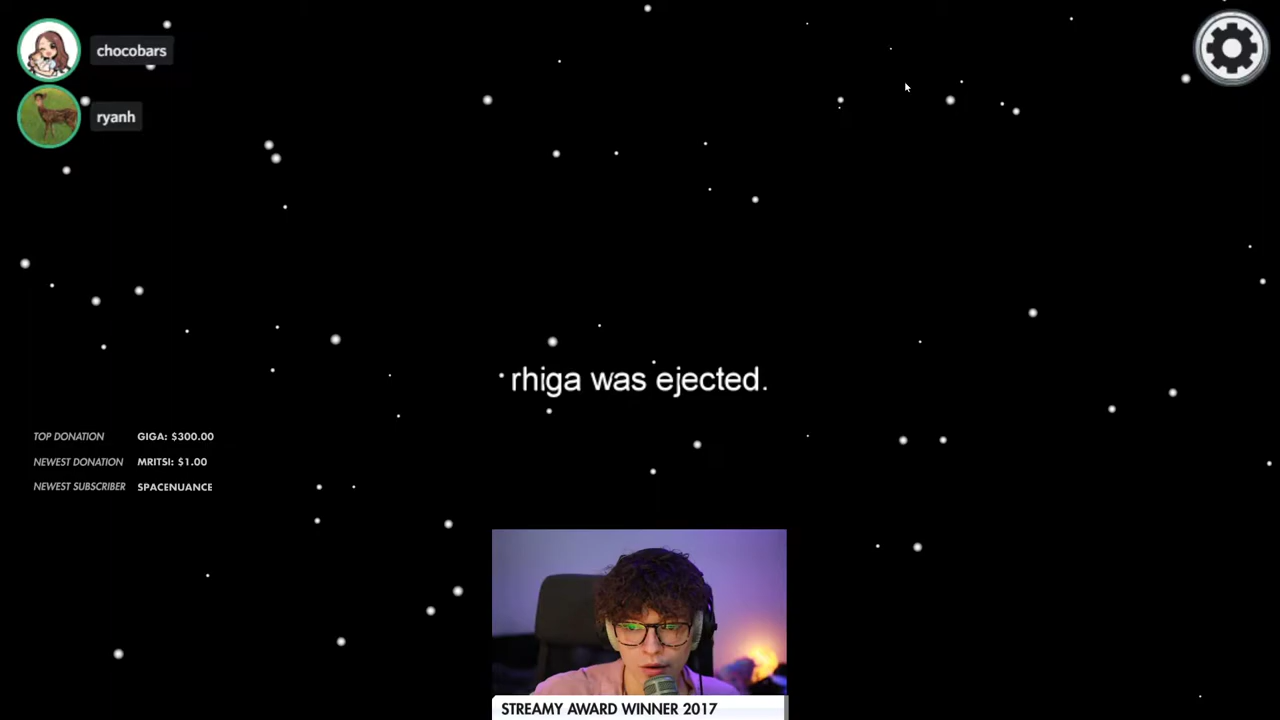 chocobars
ryanh
rhiga was ejected.
TOP DONATION GIGA: $300.00
NEWEST DONATION MRITSI: $1.00
NEWEST SUBSCRIBER SPACENUANCE
STREAMY AWARD WINNER 2017